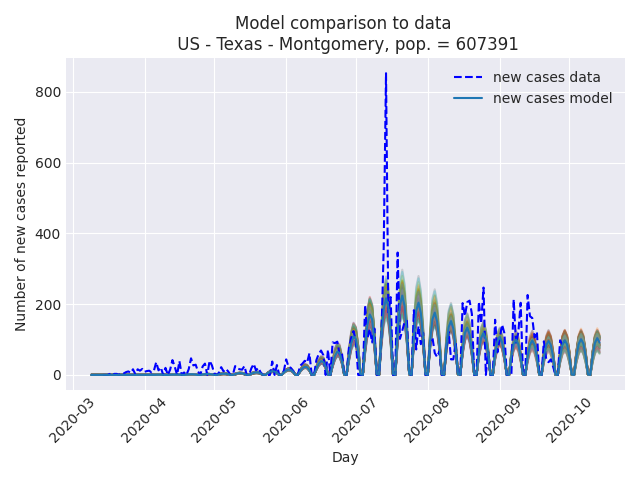 Model comparison to data
US - Texas - Montgomery, pop. = 607391
new cases data
new cases model
Number of new cases reported
800
600
400
200
0
2020-03
2020-04
2020-05
2020-06
2020-07
2020-08
2020-09
2020-10
Day